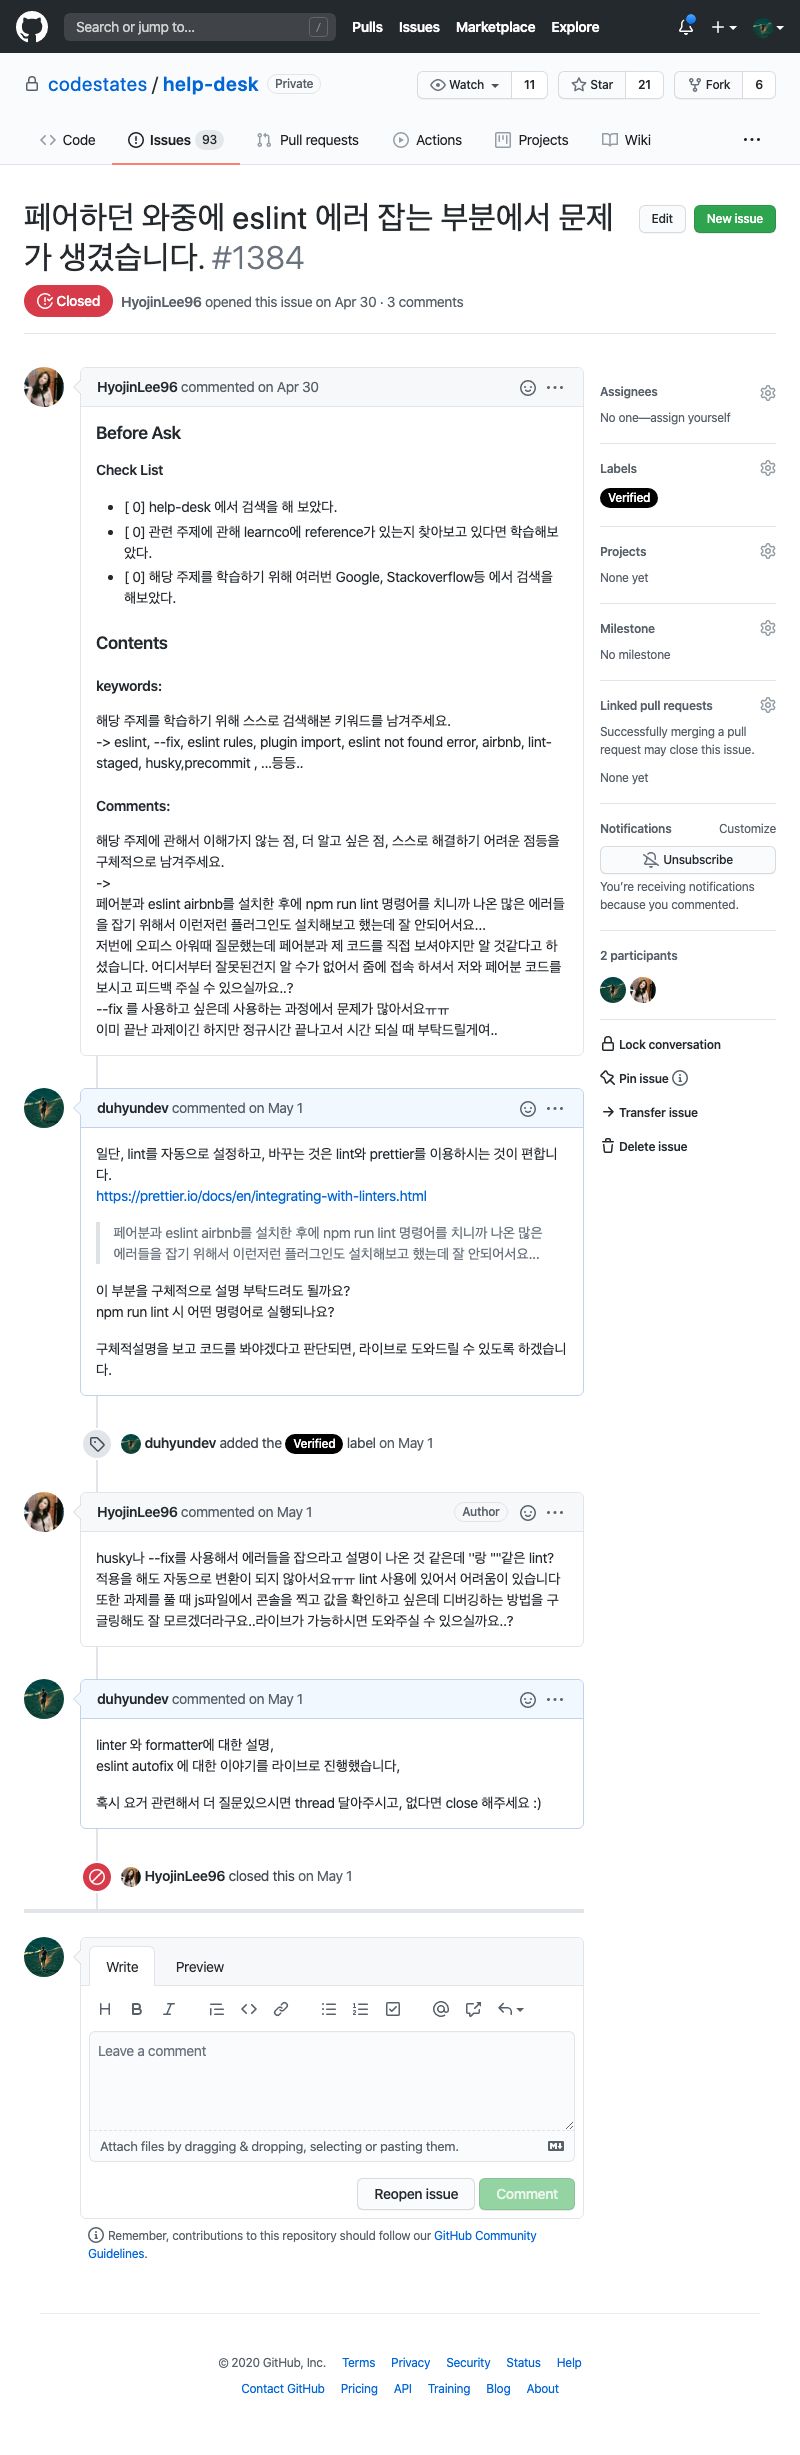 Search or jump to... /
Pulls Issues Marketplace Explore
codestates / help-desk Private
Watch 11 Star 21 Fork 6
Code Issues 93 Pull requests Actions Projects Wiki ...
페어하던 와중에 eslint 에러 잡는 부분에서 문제
가 생겼습니다. #1384
Edit New issue
Closed HyojinLee96 opened this issue on Apr 30 · 3 comments
HyojinLee96 commented on Apr 30
Before Ask
Check List
• [ 0] help-desk 에서 검색을 해 보았다.
• [ 0] 관련 주제에 관해 learnco에 reference가 있는지 찾아보고 있다면 학습해보
았다.
• [ 0] 해당 주제를 학습하기 위해 여러번 Google, Stackoverflow등 에서 검색을
해보았다.
Contents
keywords:
해당 주제를 학습하기 위해 스스로 검색해본 키워드를 남겨주세요.
-> eslint, --fix, eslint rules, plugin import, eslint not found error, airbnb, lint-
staged, husky,precommit , ...등등..
Comments:
해당 주제에 관해서 이해가지 않는 점, 더 알고 싶은 점, 스스로 해결하기 어려운 점등을
구체적으로 남겨주세요.
->
페어분과 eslint airbnb를 설치한 후에 npm run lint 명령어를 치니까 나온 많은 에러들
을 잡기 위해서 이런저런 플러그인도 설치해보고 했는데 잘 안되어서요...
저번에 오피스 아워때 질문했는데 페어분과 제 코드를 직접 보셔야지만 알 것같다고 하
셨습니다. 어디서부터 잘못된건지 알 수가 없어서 줌에 접속 하셔서 저와 페어분 코드를
보시고 피드백 주실 수 있으실까요..?
--fix 를 사용하고 싶은데 사용하는 과정에서 문제가 많아서요ㅠㅠ
이미 끝난 과제이긴 하지만 정규시간 끝나고서 시간 되실 때 부탁드릴게여..
Assignees
No one—assign yourself
Labels
Verified
Projects
None yet
Milestone
No milestone
Linked pull requests
Successfully merging a pull
request may close this issue.
None yet
Notifications Customize
Unsubscribe
You're receiving notifications
because you commented.
2 participants
Lock conversation
Pin issue
Transfer issue
Delete issue
duhyundev commented on May 1
일단, lint를 자동으로 설정하고, 바꾸는 것은 lint와 prettier를 이용하시는 것이 편합니
다.
https://prettier.io/docs/en/integrating-with-linters.html
페어분과 eslint airbnb를 설치한 후에 npm run lint 명령어를 치니까 나온 많은
에러들을 잡기 위해서 이런저런 플러그인도 설치해보고 했는데 잘 안되어서요...
이 부분을 구체적으로 설명 부탁드려도 될까요?
npm run lint 시 어떤 명령어로 실행되나요?
구체적설명을 보고 코드를 봐야겠다고 판단되면, 라이브로 도와드릴 수 있도록 하겠습니
다.
duhyundev added the Verified label on May 1
HyojinLee96 commented on May 1 Author
husky나 --fix를 사용해서 에러들을 잡으라고 설명이 나온 것 같은데 ''랑 ""같은 lint?
적용을 해도 자동으로 변환이 되지 않아서요ㅠㅠ lint 사용에 있어서 어려움이 있습니다
또한 과제를 풀 때 js파일에서 콘솔을 찍고 값을 확인하고 싶은데 디버깅하는 방법을 구
글링해도 잘 모르겠더라구요..라이브가 가능하시면 도와주실 수 있으실까요..?
duhyundev commented on May 1
linter 와 formatter에 대한 설명,
eslint autofix 에 대한 이야기를 라이브로 진행했습니다,
혹시 요거 관련해서 더 질문있으시면 thread 달아주시고, 없다면 close 해주세요 :)
HyojinLee96 closed this on May 1
Write Preview
Leave a comment
Attach files by dragging & dropping, selecting or pasting them.
Reopen issue Comment
Remember, contributions to this repository should follow our GitHub Community
Guidelines.
© 2020 GitHub, Inc. Terms Privacy Security Status Help
Contact GitHub Pricing API Training Blog About